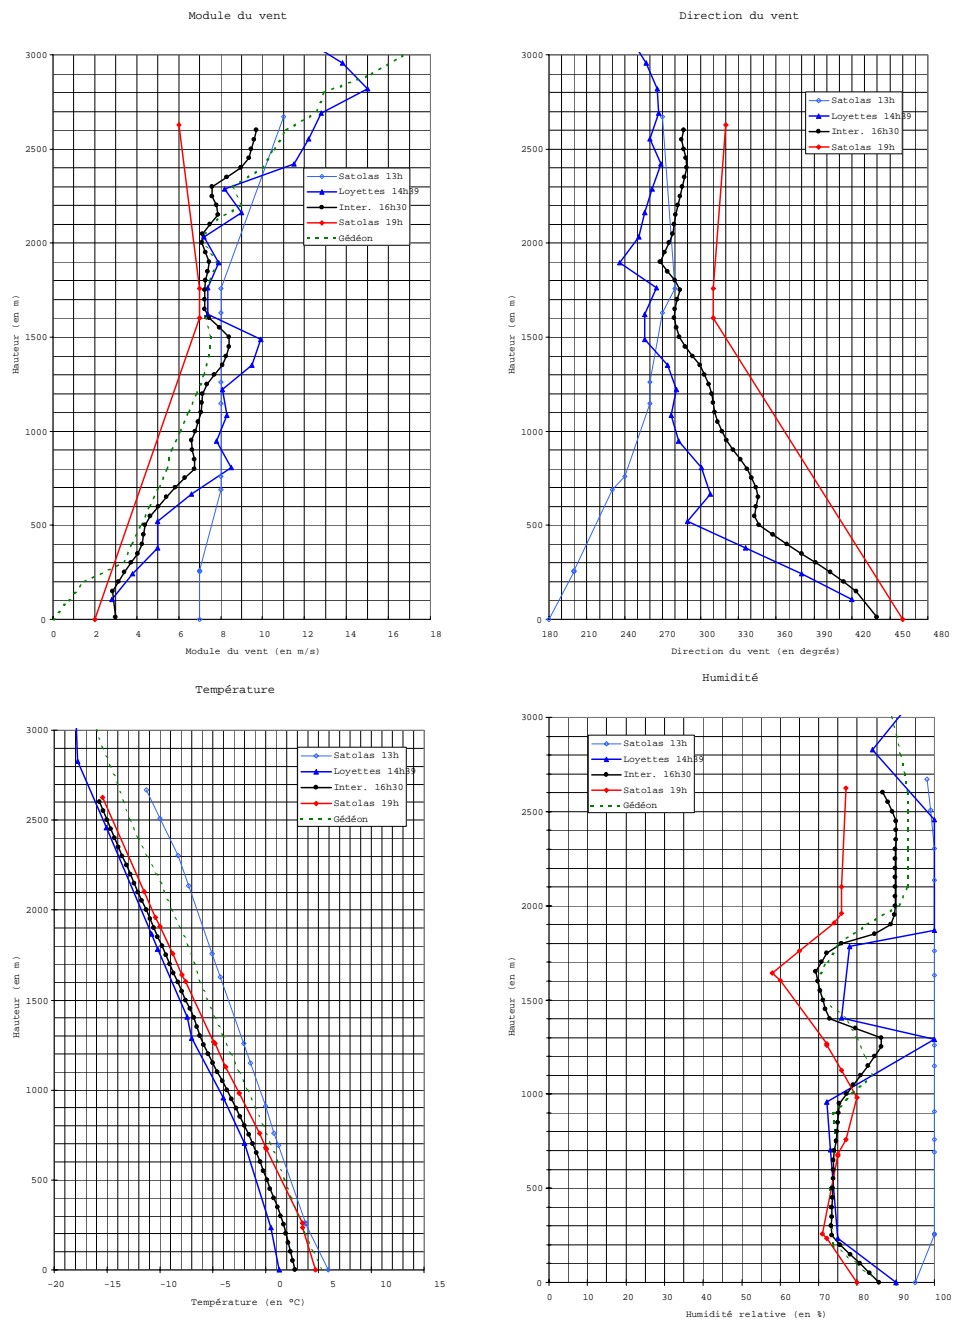 Module du vent
3000
2500
2000
1500
1000
500
0
Hauteur (en m)
Satolas 13h
Loyettes 14h39
Inter. 16h30
Satolas 19h
Gédéon
0 2 4 6 8 10 12 14 16 18
Module du vent (en m/s)
Direction du vent
3000
2500
2000
1500
1000
500
0
Hauteur (en m)
Satolas 13h
Loyettes 14h39
Inter. 16h30
Satolas 19h
180 210 240 270 300 330 360 390 420 450 480
Direction du vent (en degrés)
Température
3000
2500
2000
1500
1000
500
0
Hauteur (en m)
Satolas 13h
Loyettes 14h39
Inter. 16h30
Satolas 19h
Gédéon
-20 -15 -10 -5 0 5 10 15
Température (en ºC)
Humidité
3000
2500
2000
1500
1000
500
0
Hauteur (en m)
Satolas 13h
Loyettes 14h39
Inter. 16h30
Satolas 19h
Gédéon
0 10 20 30 40 50 60 70 80 90 100
Humidité relative (en %)